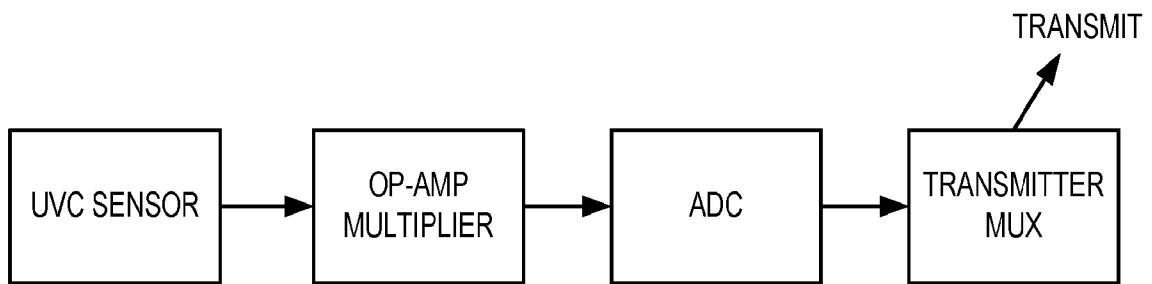 TRANSMIT
UVC SENSOR
OP-AMP
MULTIPLIER
ADC
TRANSMITTER
MUX